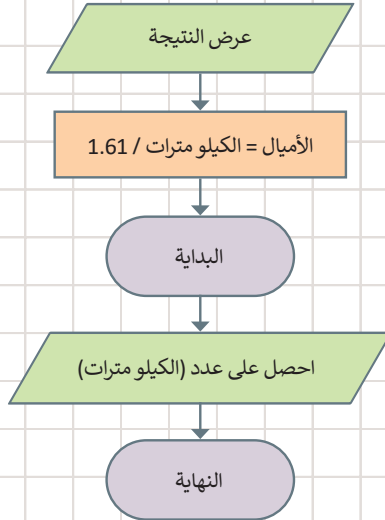 عرض النتيجة
الأميال = الكيلو مترات / 1.61
البداية
احصل على عدد (الكيلو مترات)
النهاية